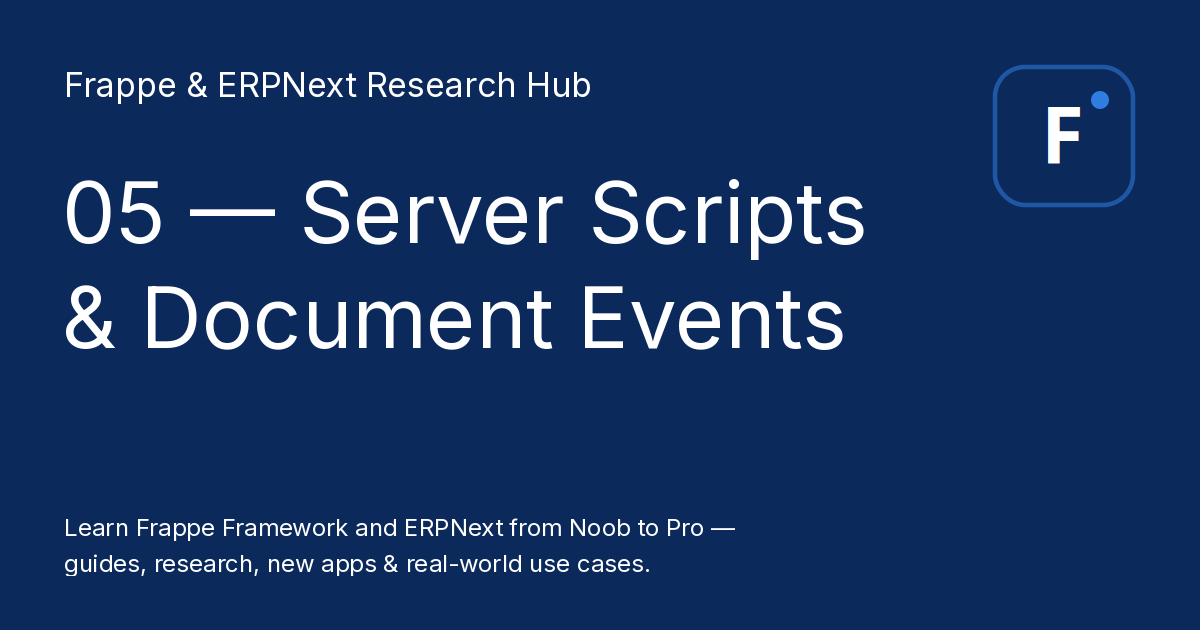 Frappe & ERPNext Research Hub
F
05 — Server Scripts
& Document Events
Learn Frappe Framework and ERPNext from Noob to Pro —
guides, research, new apps & real-world use cases.